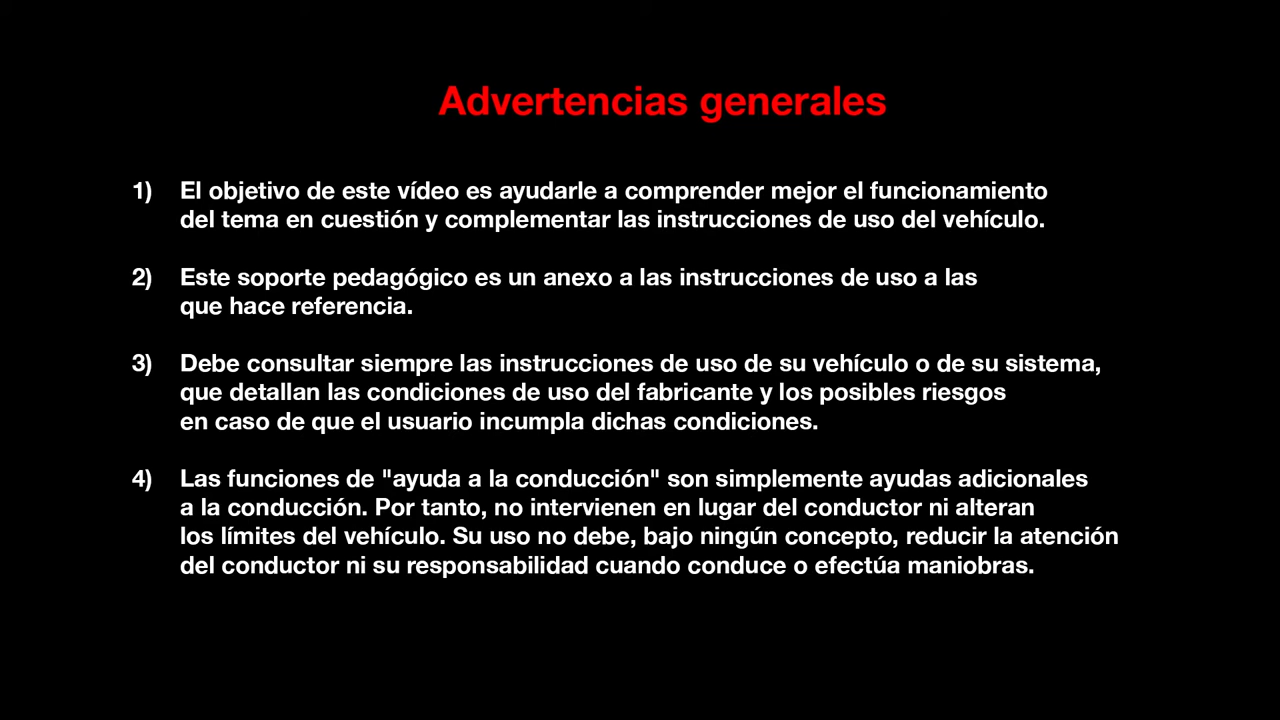 Advertencias generales
1) El objetivo de este vídeo es ayudarle a comprender mejor el funcionamiento
del tema en cuestión y complementar las instrucciones de uso del vehículo.
2) Este soporte pedagógico es un anexo a las instrucciones de uso a las
que hace referencia.
3) Debe consultar siempre las instrucciones de uso de su vehículo o de su sistema,
que detallan las condiciones de uso del fabricante y los posibles riesgos
en caso de que el usuario incumpla dichas condiciones.
4) Las funciones de "ayuda a la conducción" son simplemente ayudas adicionales
a la conducción. Por tanto, no intervienen en lugar del conductor ni alteran
los límites del vehículo. Su uso no debe, bajo ningún concepto, reducir la atención
del conductor ni su responsabilidad cuando conduce o efectúa maniobras.